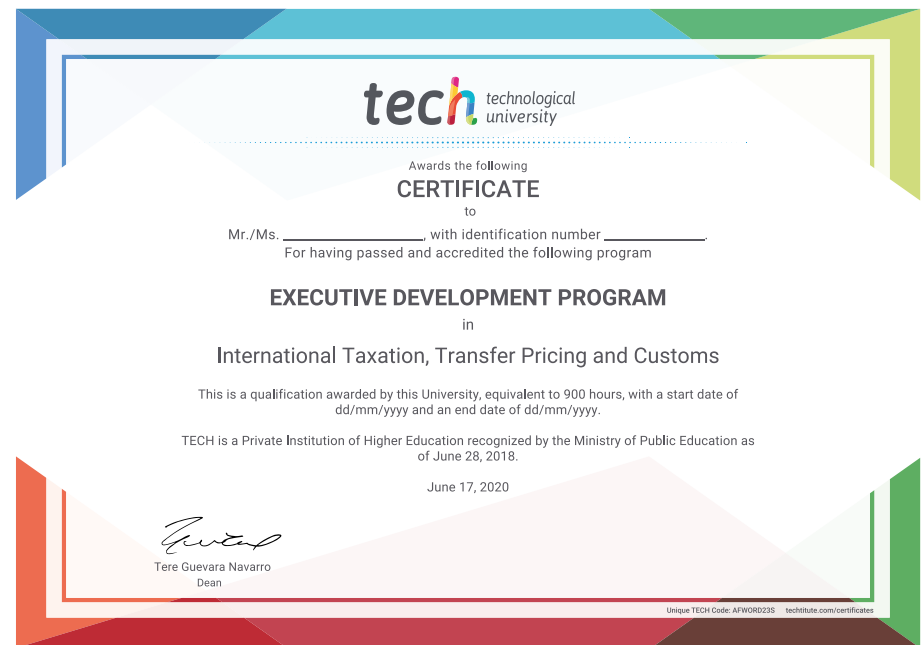 tech technological
university
Awards the following
CERTIFICATE
to
Mr./Ms. ____________________, with identification number ______________.
For having passed and accredited the following program
EXECUTIVE DEVELOPMENT PROGRAM
in
International Taxation, Transfer Pricing and Customs
This is a qualification awarded by this University, equivalent to 900 hours, with a start date of
dd/mm/yyyy and an end date of dd/mm/yyyy.
TECH is a Private Institution of Higher Education recognized by the Ministry of Public Education as
of June 28, 2018.
June 17, 2020
Tere Guevara Navarro
Dean
Unique TECH Code: AFWORD23S techtitute.com/certificates